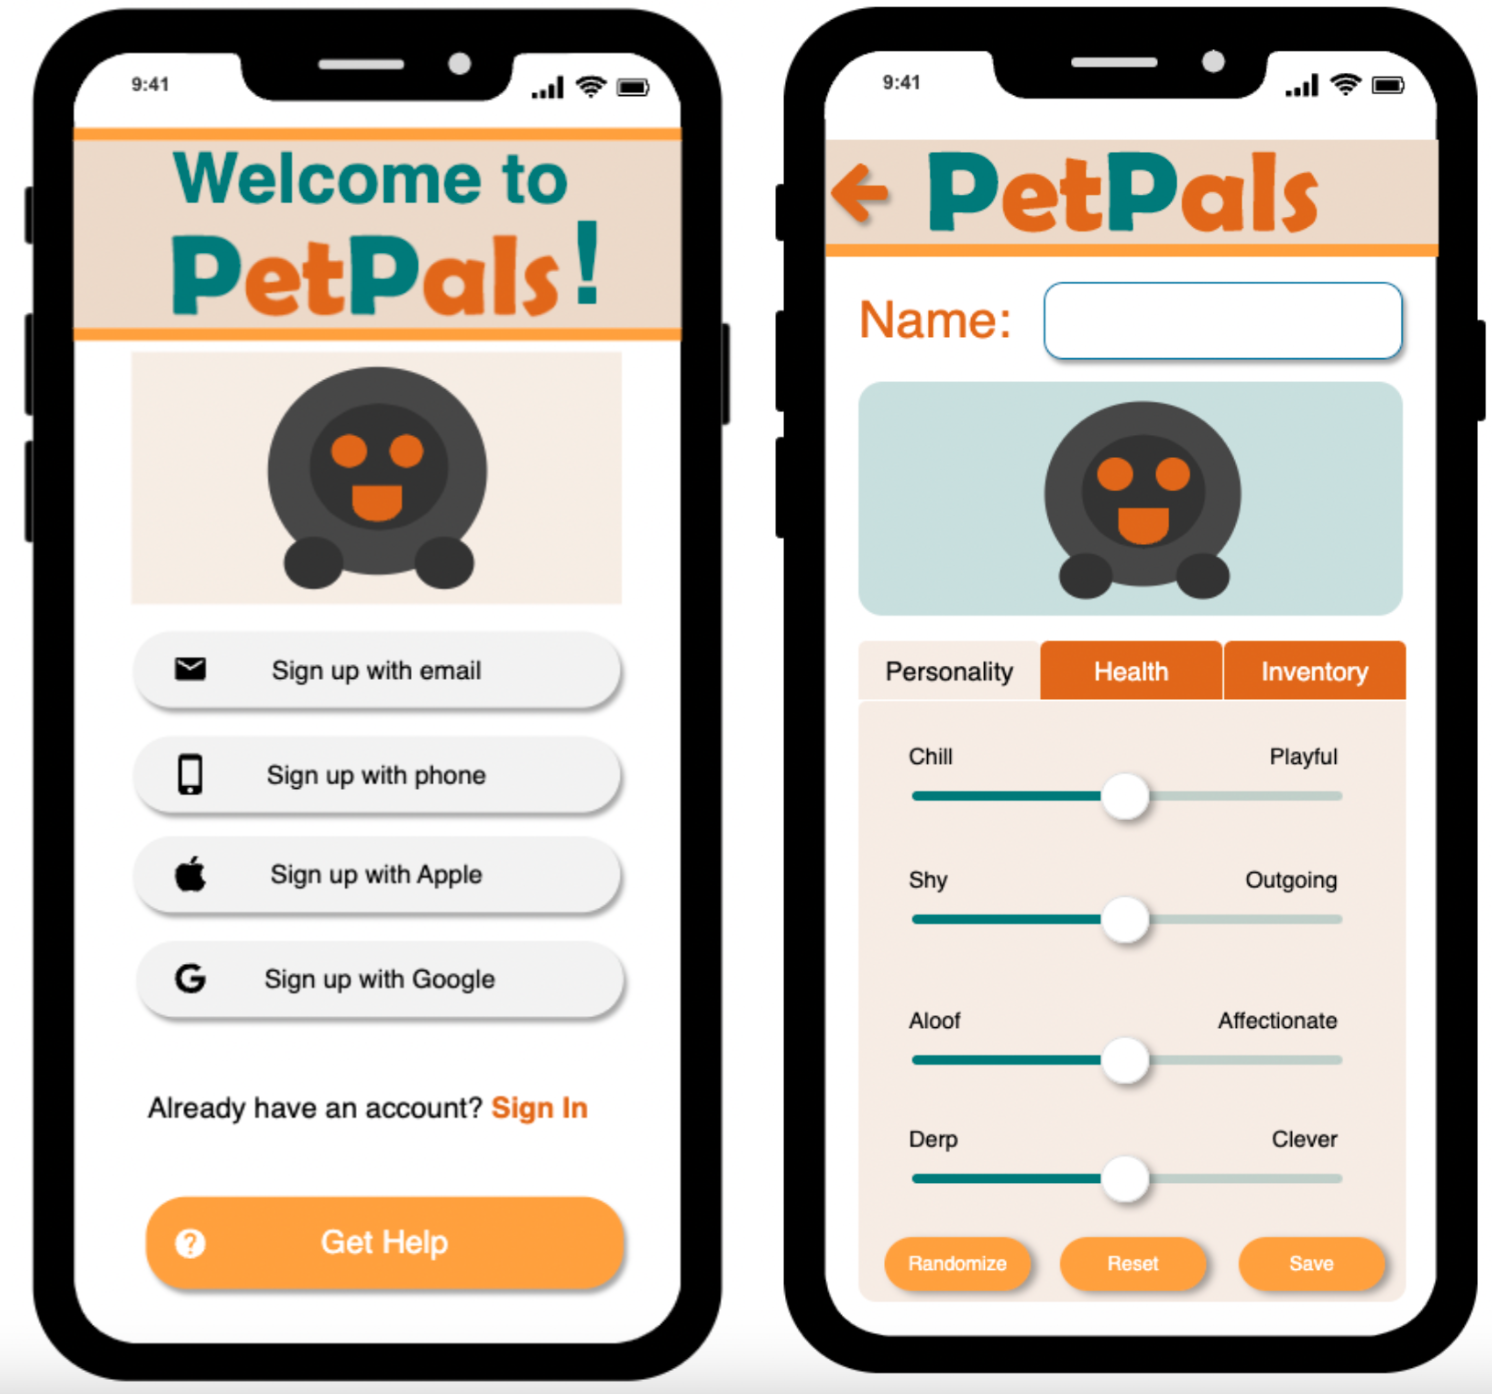 9:41
Welcome to
PetPals!
Sign up with email
Sign up with phone
Sign up with Apple
G Sign up with Google
Already have an account? Sign In
? Get Help
9:41
PetPals
Name:
Personality Health Inventory
Chill Playful
Shy Outgoing
Aloof Affectionate
Derp Clever
Randomize Reset Save